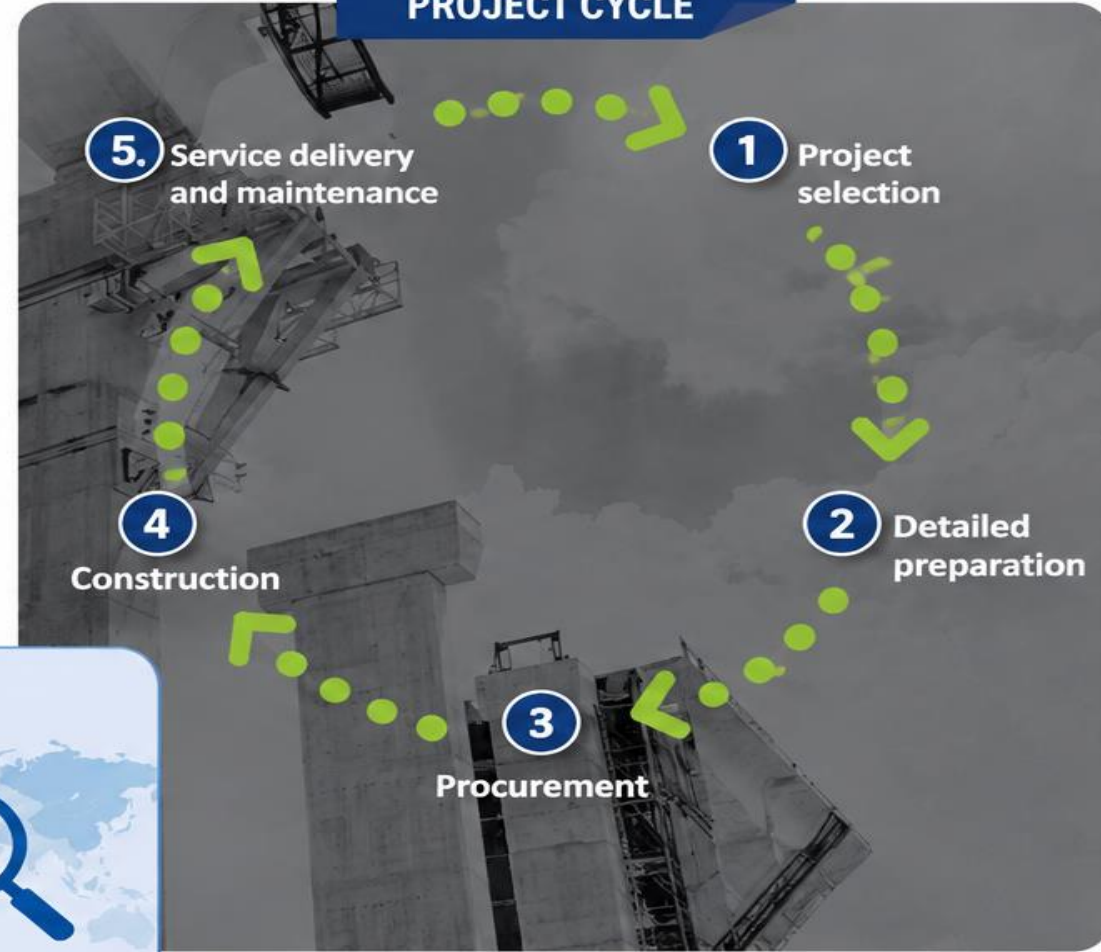 PROJECT CYCLE
1 Project
selection
2 Detailed
preparation
3
Procurement
4
Construction
5. Service delivery
and maintenance